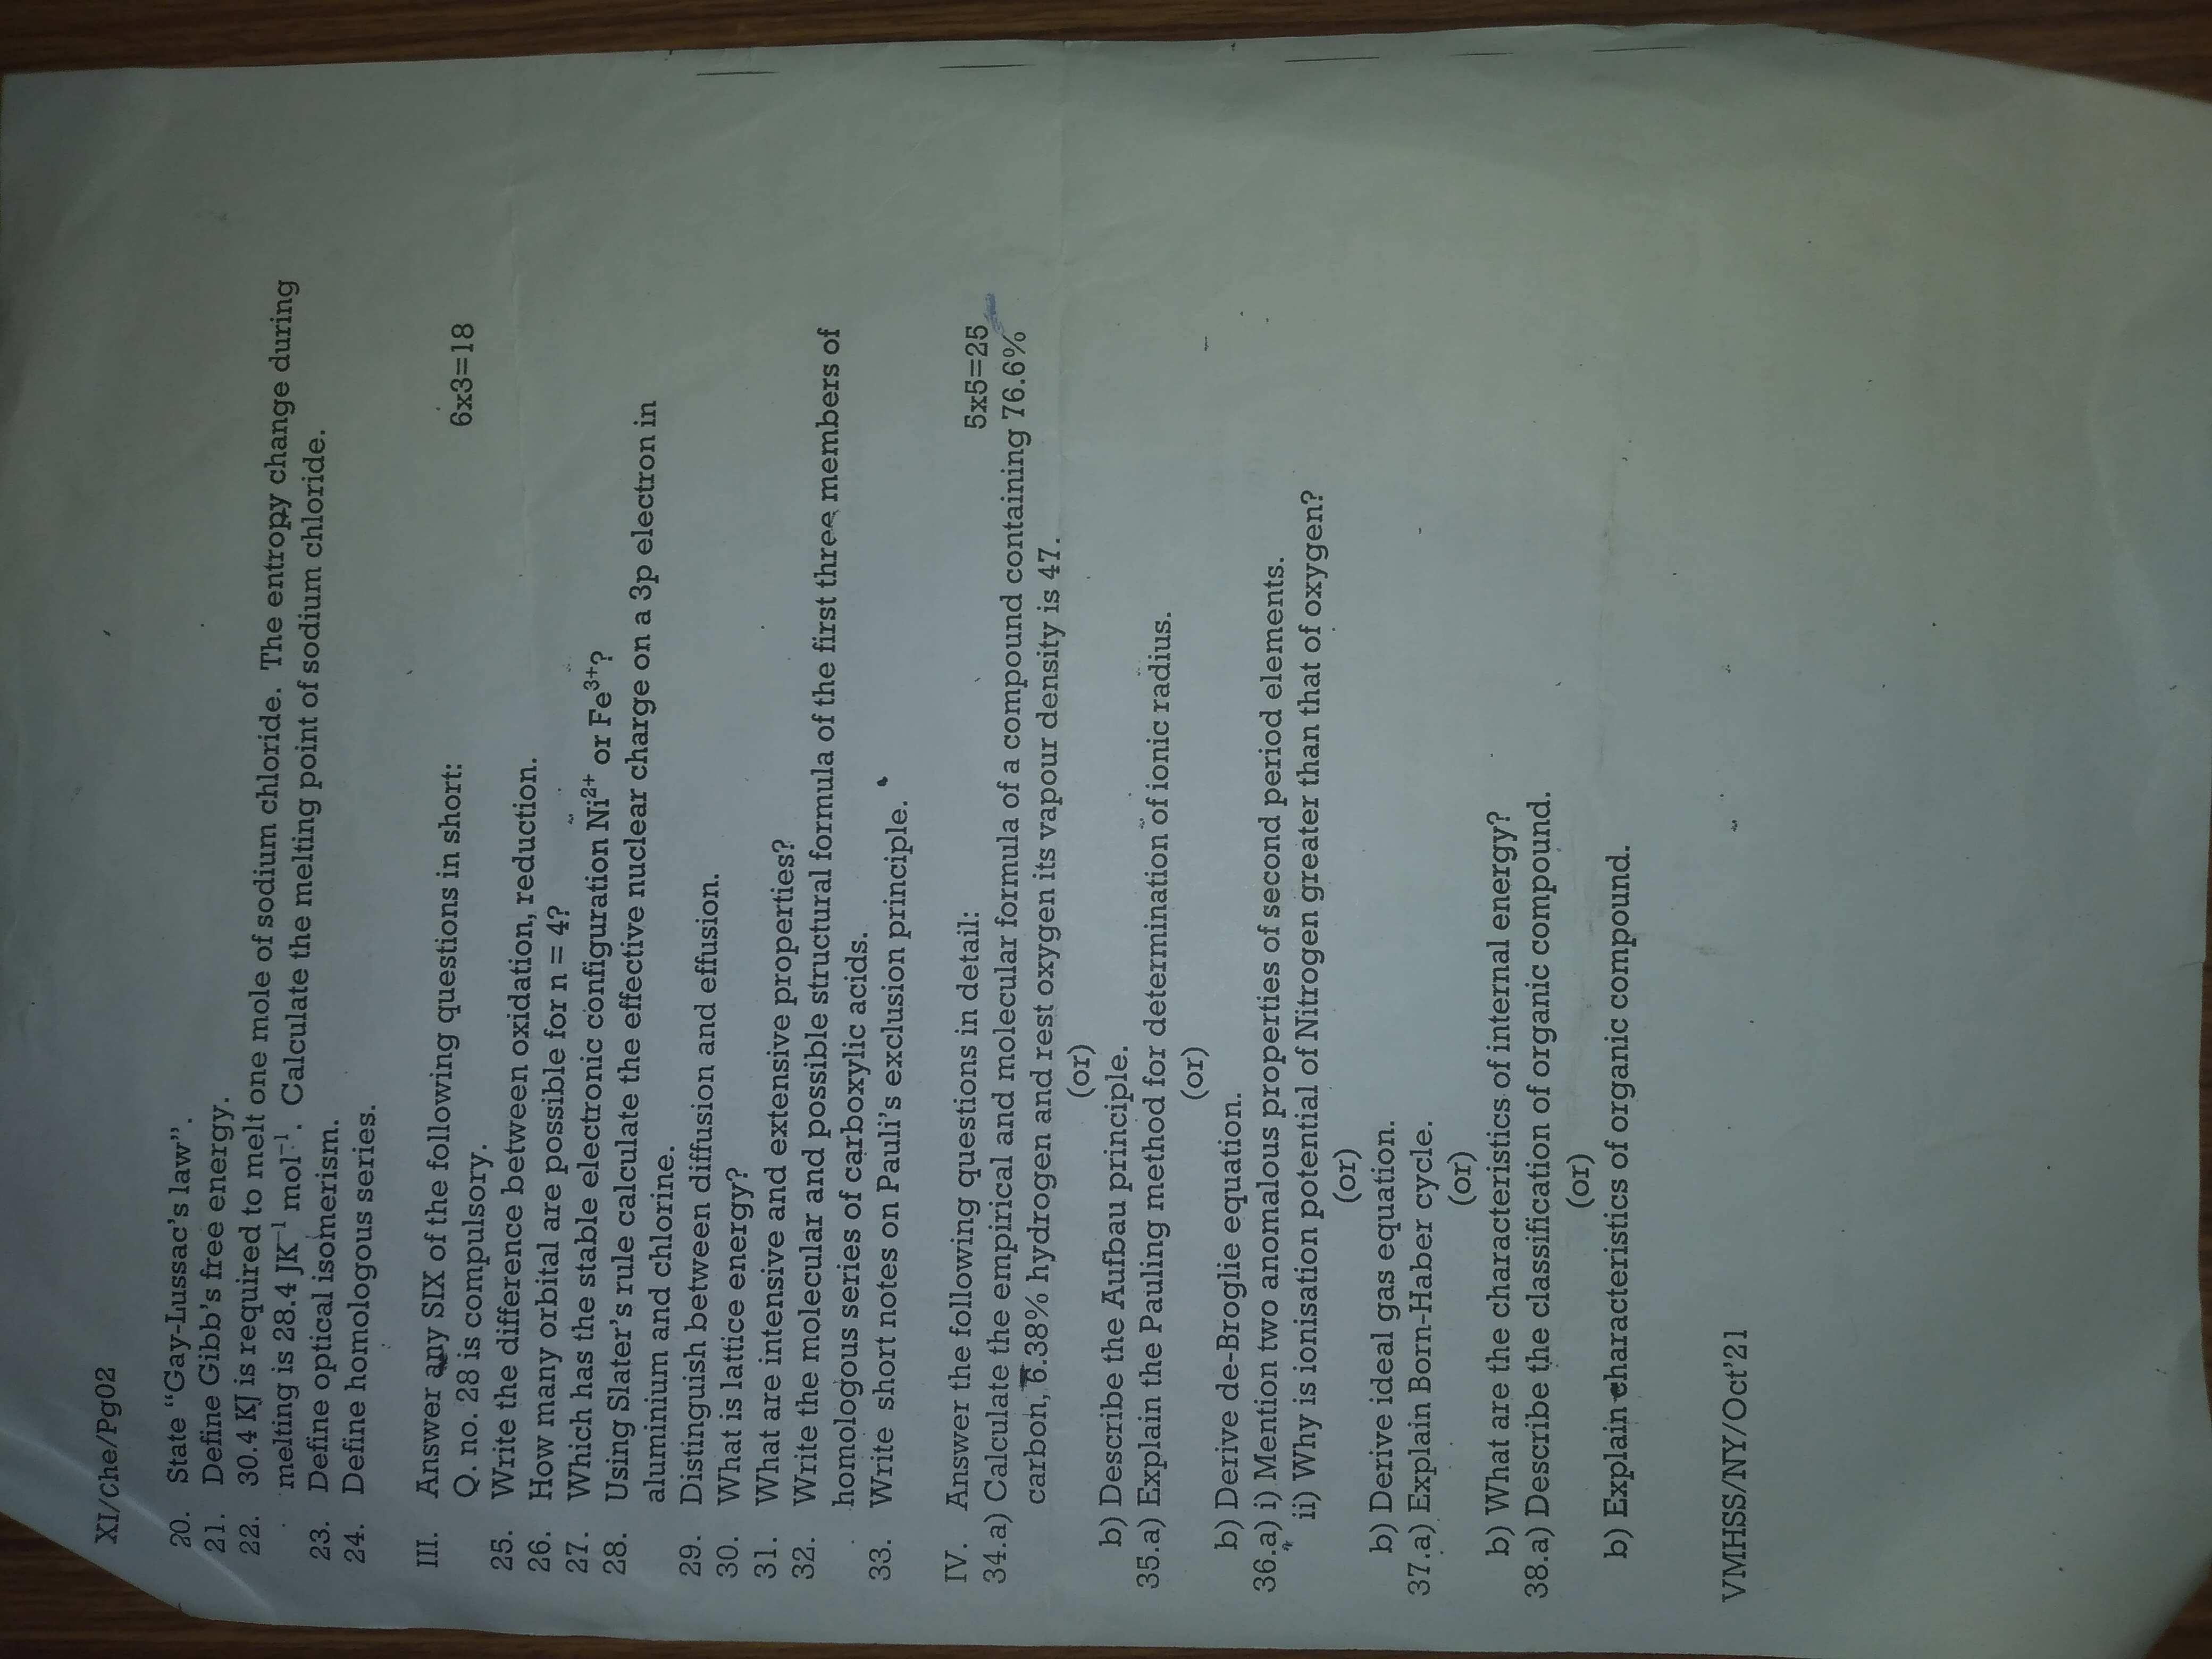 XI/Che/Pg02
20. State “Gay-Lussac’s law”.
21. Define Gibb’s free energy.
22. 30.4 KJ is required to melt one mole of sodium chloride. The entropy change during
melting is 28.4 JK⁻¹ mol⁻¹. Calculate the melting point of sodium chloride.
23. Define optical isomerism.
24. Define homologous series.
III. Answer any SIX of the following questions in short: 6x3=18
Q. no. 28 is compulsory.
25. Write the difference between oxidation, reduction.
26. How many orbital are possible for n = 4?
27. Which has the stable electronic configuration Ni²⁺ or Fe³⁺?
28. Using Slater’s rule calculate the effective nuclear charge on a 3p electron in
aluminium and chlorine.
29. Distinguish between diffusion and effusion.
30. What is lattice energy?
31. What are intensive and extensive properties?
32. Write the molecular and possible structural formula of the first three members of
homologous series of carboxylic acids.
33. Write short notes on Pauli’s exclusion principle.
IV. Answer the following questions in detail: 5x5=25
34.a) Calculate the empirical and molecular formula of a compound containing 76.6%
carbon, 6.38% hydrogen and rest oxygen its vapour density is 47.
(or)
b) Describe the Aufbau principle.
35.a) Explain the Pauling method for determination of ionic radius.
(or)
b) Derive de-Broglie equation.
36.a) i) Mention two anomalous properties of second period elements.
ii) Why is ionisation potential of Nitrogen greater than that of oxygen?
(or)
b) Derive ideal gas equation.
37.a) Explain Born-Haber cycle.
(or)
b) What are the characteristics of internal energy?
38.a) Describe the classification of organic compound.
(or)
b) Explain characteristics of organic compound.
VMHSS/NY/Oct’21